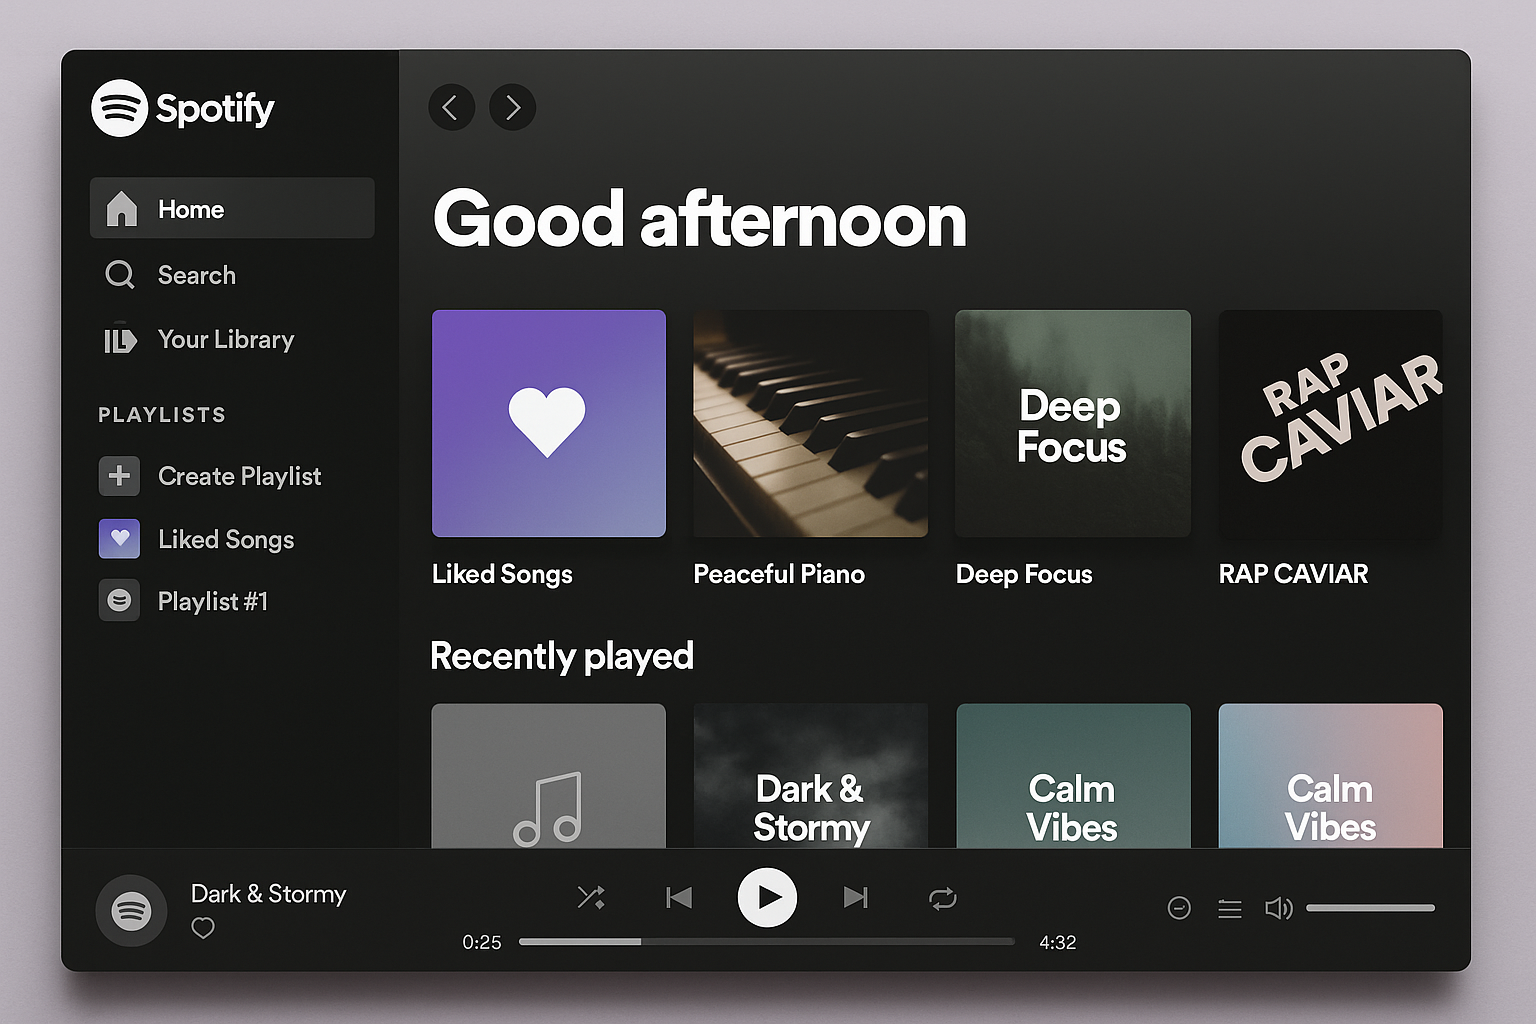 Spotify
Home
Search
Your Library
PLAYLISTS
Create Playlist
Liked Songs
Playlist #1
Good afternoon
Deep
Focus
RAP
CAVIAR
Liked Songs
Peaceful Piano
Deep Focus
RAP CAVIAR
Recently played
Dark &
Stormy
Calm
Vibes
Calm
Vibes
Dark & Stormy
0:25
4:32